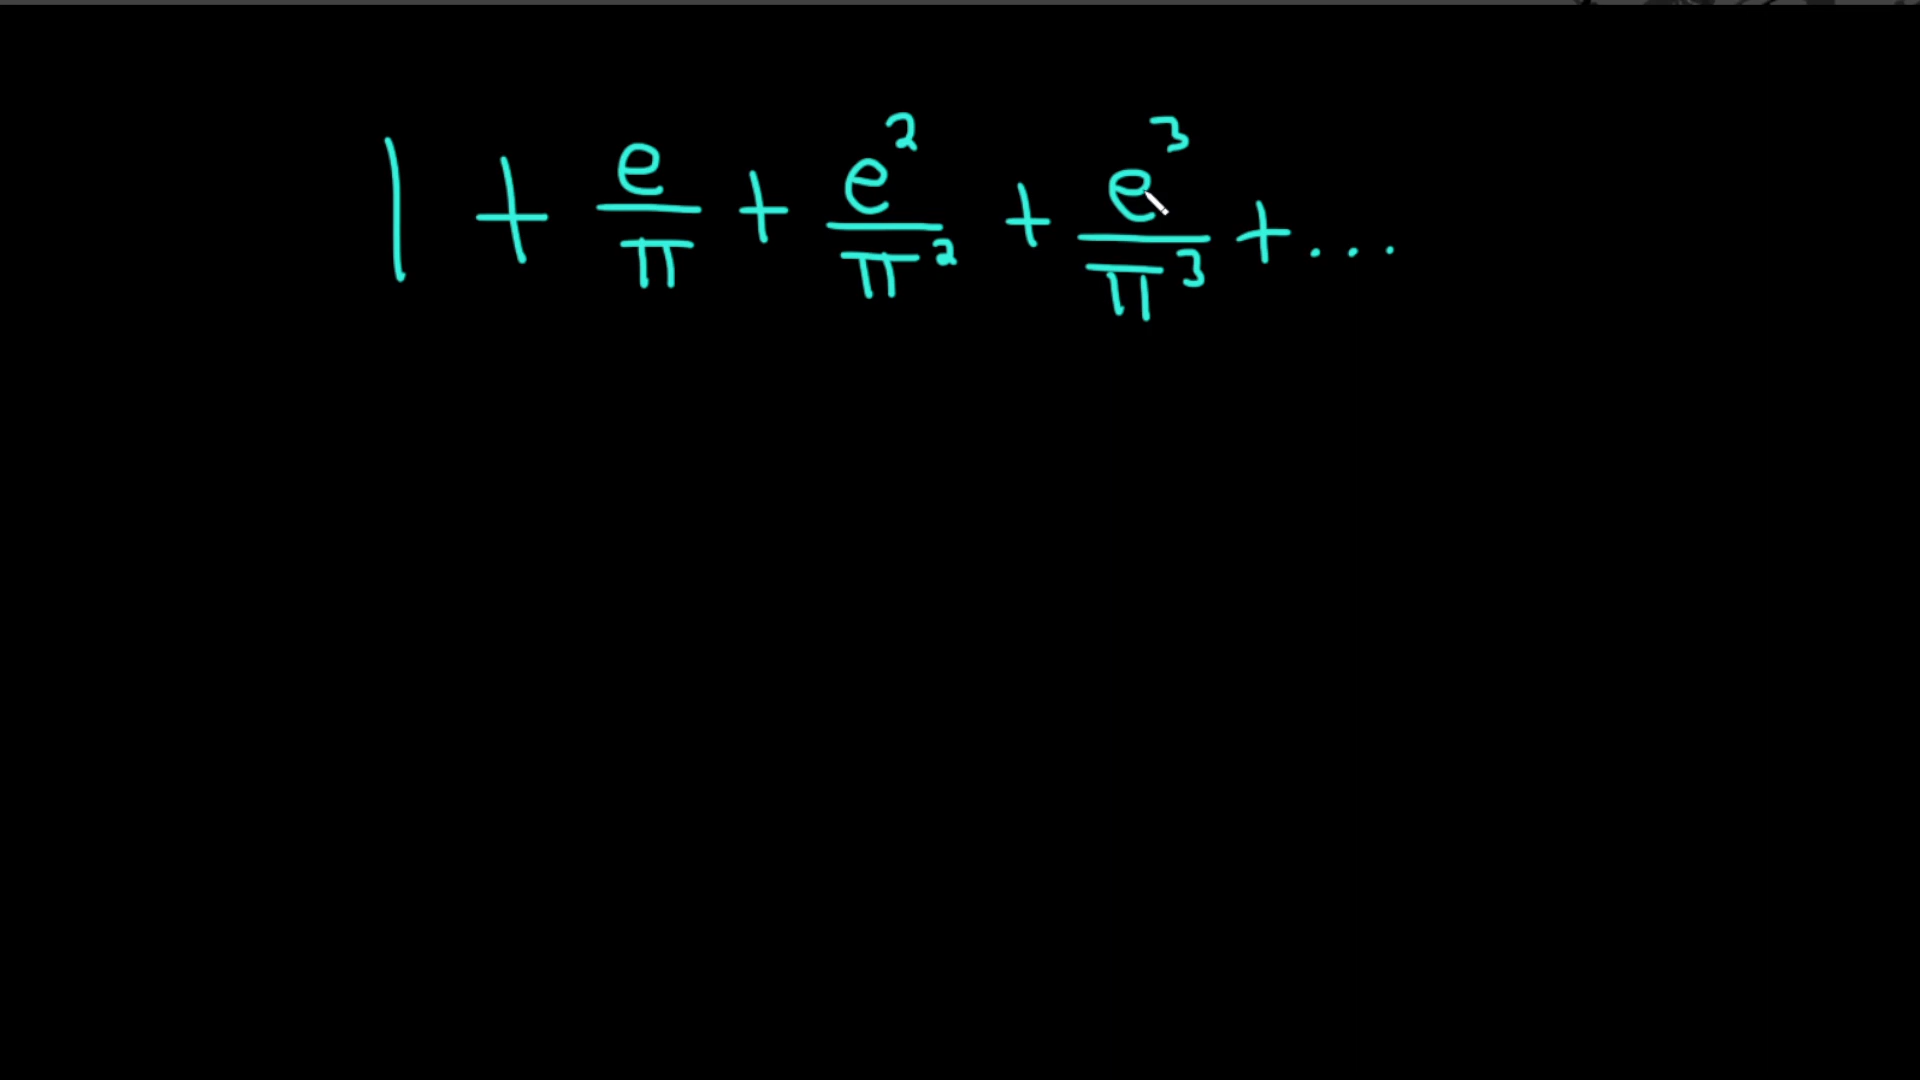 1 + e/π + e²/π² + e³/π³ + ...